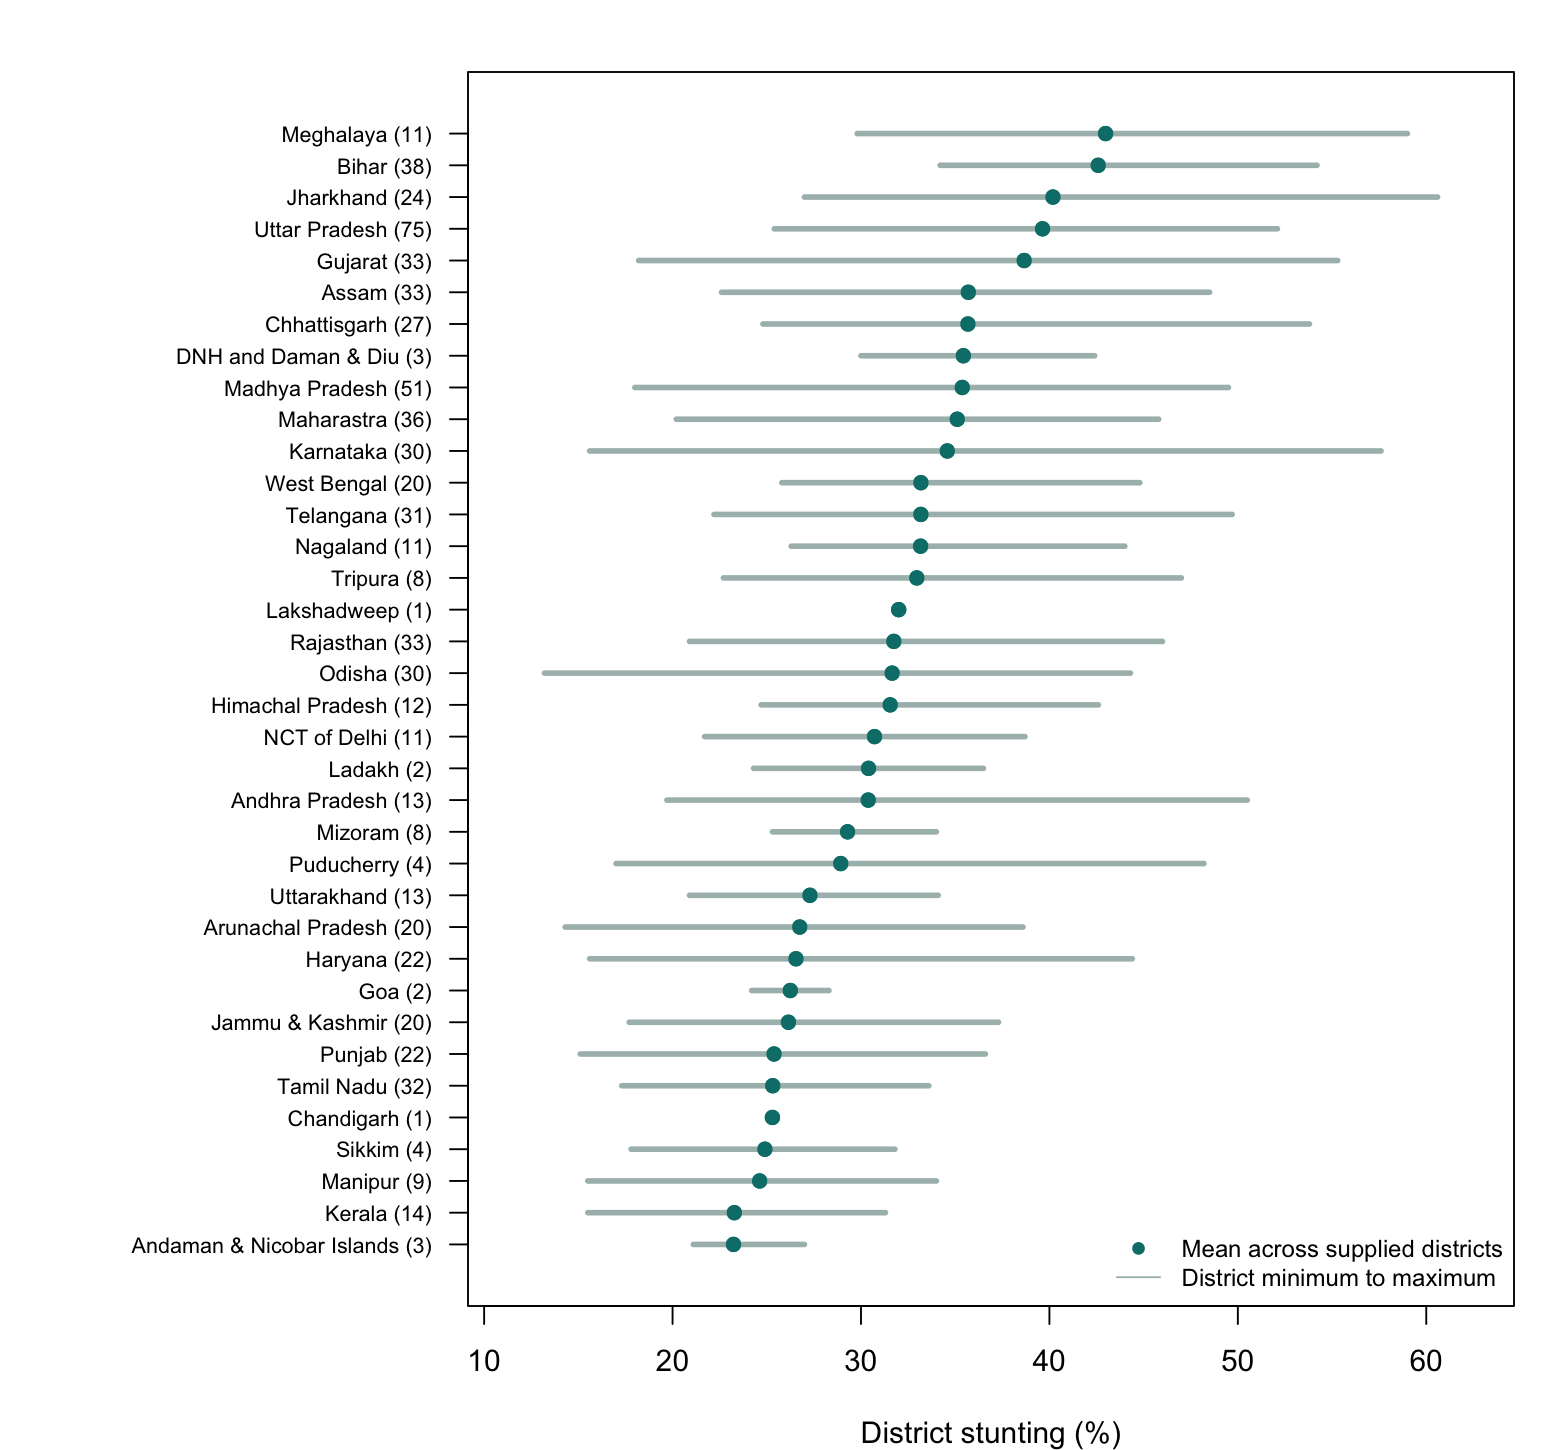 Meghalaya (11)
Bihar (38)
Jharkhand (24)
Uttar Pradesh (75)
Gujarat (33)
Assam (33)
Chhattisgarh (27)
DNH and Daman & Diu (3)
Madhya Pradesh (51)
Maharastra (36)
Karnataka (30)
West Bengal (20)
Telangana (31)
Nagaland (11)
Tripura (8)
Lakshadweep (1)
Rajasthan (33)
Odisha (30)
Himachal Pradesh (12)
NCT of Delhi (11)
Ladakh (2)
Andhra Pradesh (13)
Mizoram (8)
Puducherry (4)
Uttarakhand (13)
Arunachal Pradesh (20)
Haryana (22)
Goa (2)
Jammu & Kashmir (20)
Punjab (22)
Tamil Nadu (32)
Chandigarh (1)
Sikkim (4)
Manipur (9)
Kerala (14)
Andaman & Nicobar Islands (3)
Mean across supplied districts
District minimum to maximum
10 20 30 40 50 60
District stunting (%)